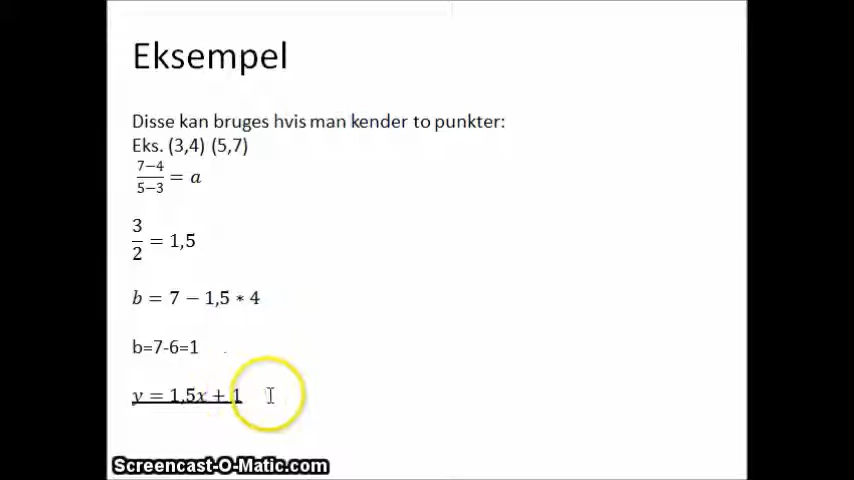 Eksempel
Disse kan bruges hvis man kender to punkter:
Eks. (3,4) (5,7)
7−4/5−3 = a
3/2 = 1,5
b = 7 − 1,5 ∗ 4
b=7-6=1
y = 1,5x + 1
Screencast-O-Matic.com